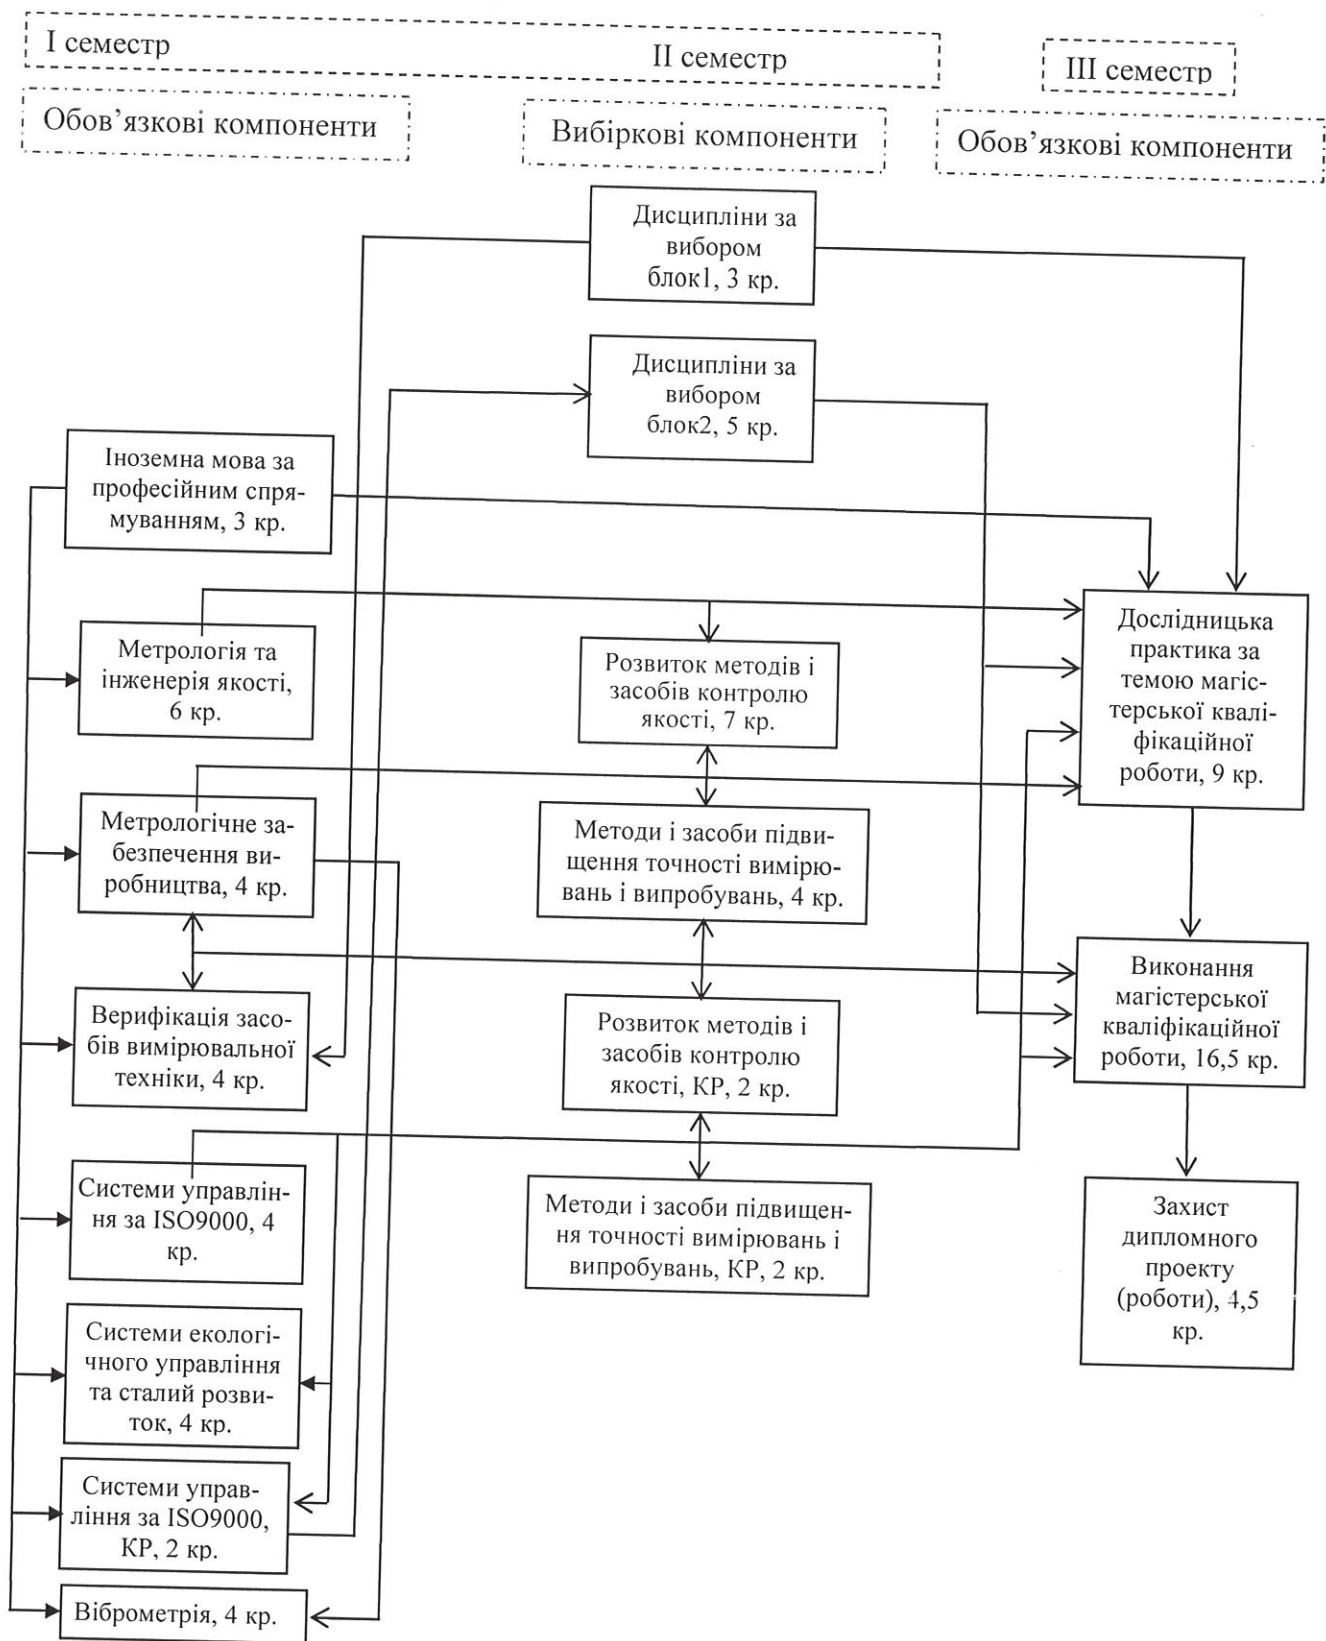 І семестр
ІІ семестр
ІІІ семестр
Обов’язкові компоненти
Вибіркові компоненти
Обов’язкові компоненти
Дисципліни за
вибором
блок1, 3 кр.
Дисципліни за
вибором
блок2, 5 кр.
Іноземна мова за
професійним спря-
муванням, 3 кр.
Метрологія та
інженерія якості,
6 кр.
Метрологічне за-
безпечення ви-
робництва, 4 кр.
Верифікація засо-
бів вимірювальної
техніки, 4 кр.
Системи управлін-
ня за ISO9000, 4
кр.
Системи екологі-
чного управління
та сталий розви-
ток, 4 кр.
Системи управ-
ління за ISO9000,
КР, 2 кр.
Віброметрія, 4 кр.
Розвиток методів і
засобів контролю
якості, 7 кр.
Методи і засоби підви-
щення точності вимірю-
вань і випробувань, 4 кр.
Розвиток методів і
засобів контролю
якості, КР, 2 кр.
Методи і засоби підвищен-
ня точності вимірювань і
випробувань, КР, 2 кр.
Дослідницька
практика за
темою магіс-
терської квалі-
фікаційної
роботи, 9 кр.
Виконання
магістерської
кваліфікаційної
роботи, 16,5 кр.
Захист
дипломного
проекту
(роботи), 4,5
кр.